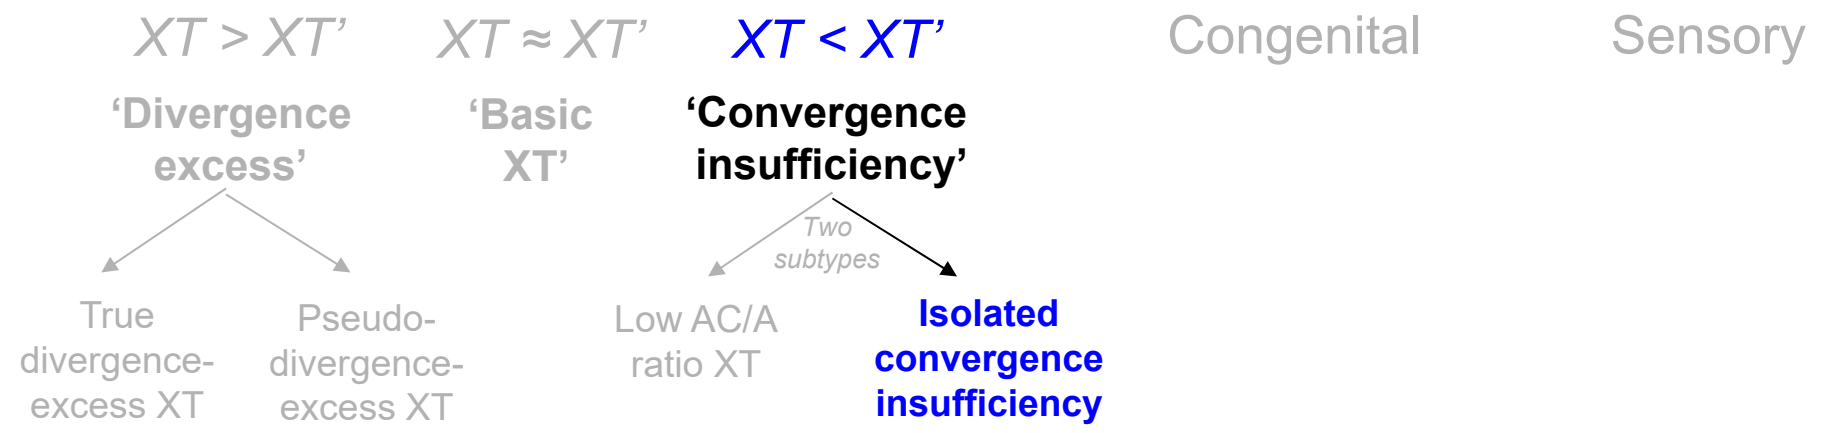 XT > XT’ XT ≈ XT’ XT < XT’ Congenital Sensory
‘Divergence
excess’
‘Basic
XT’
‘Convergence
insufficiency’
Two
subtypes
True
divergence-
excess XT
Pseudo-
divergence-
excess XT
Low AC/A
ratio XT
Isolated
convergence
insufficiency